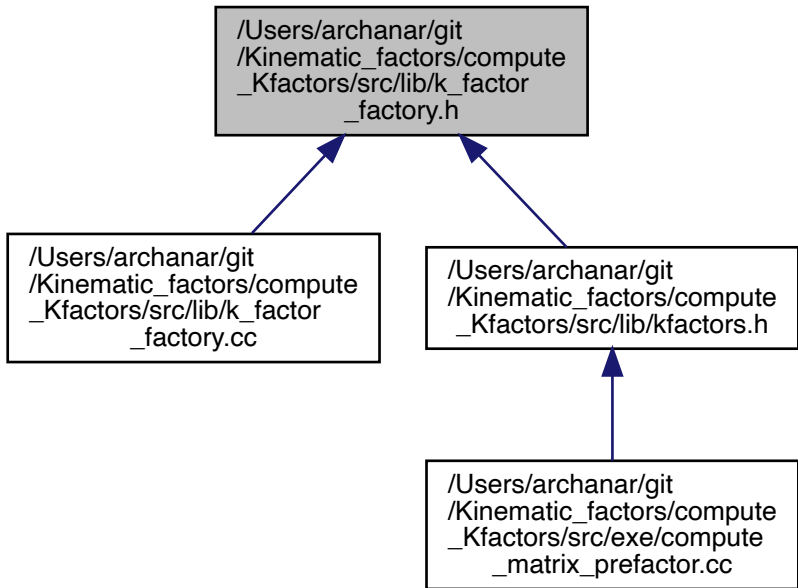 /Users/archanar/git
/Kinematic_factors/compute
_Kfactors/src/lib/k_factor
_factory.h
/Users/archanar/git
/Kinematic_factors/compute
_Kfactors/src/lib/k_factor
_factory.cc
/Users/archanar/git
/Kinematic_factors/compute
_Kfactors/src/lib/kfactors.h
/Users/archanar/git
/Kinematic_factors/compute
_Kfactors/src/exe/compute
_matrix_prefactor.cc